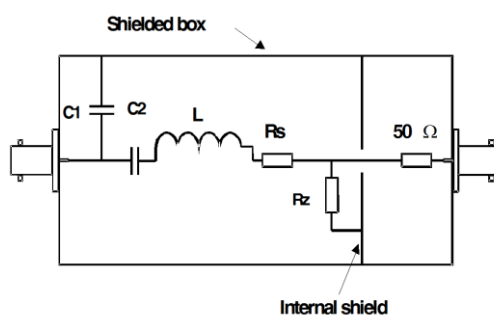 Shielded box
C1
C2
L
Rs
50 Ω
Rz
Internal shield